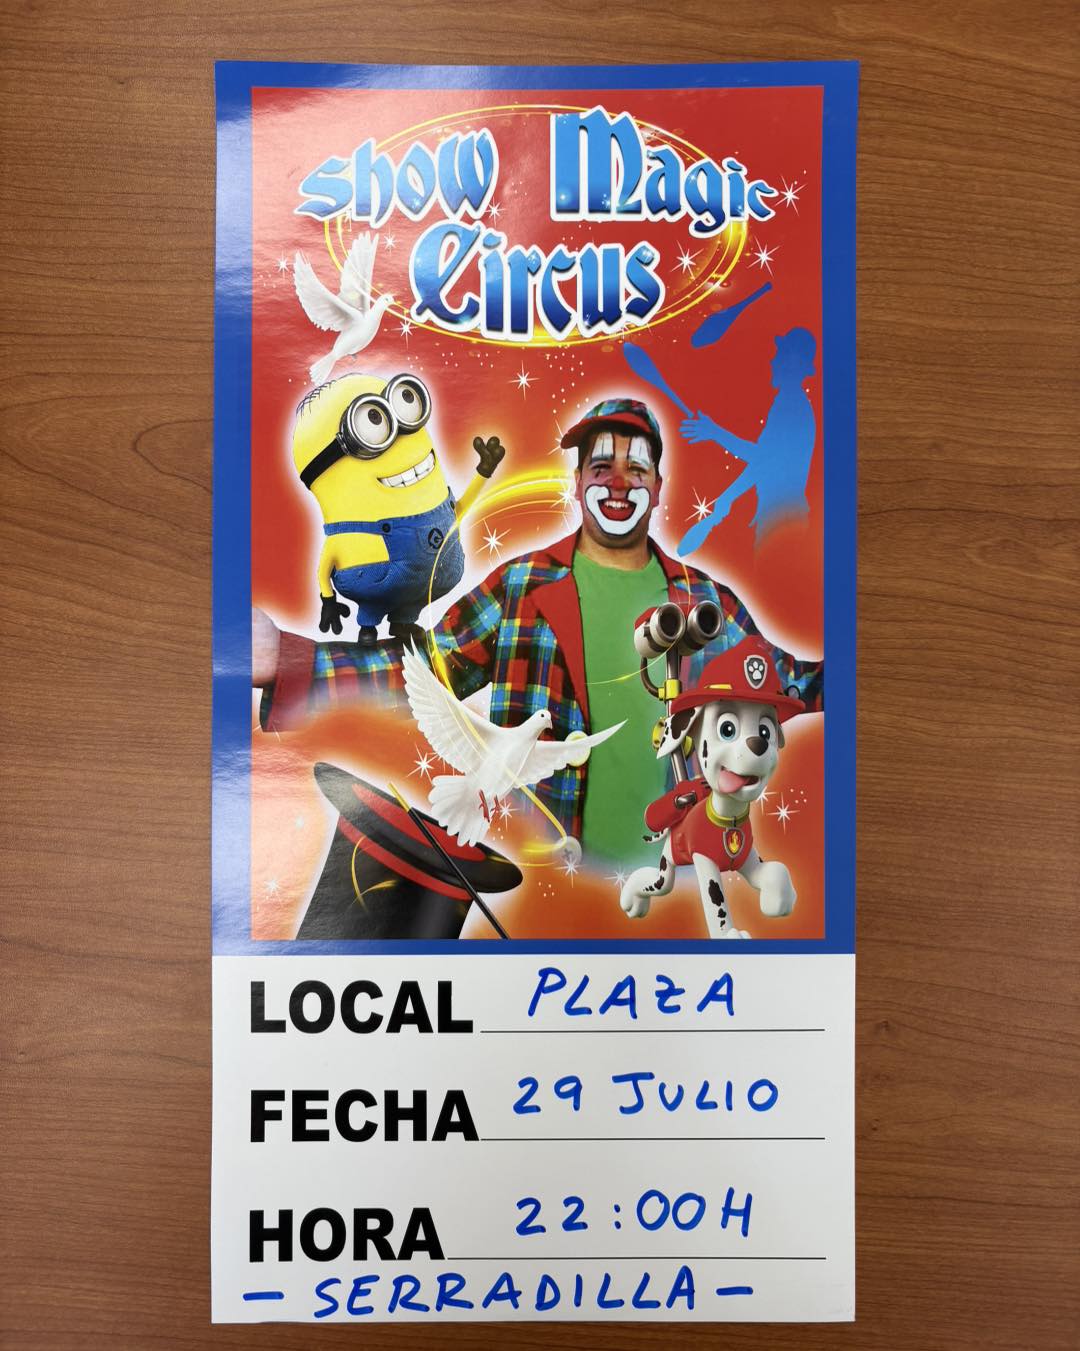 Show Magic
Circus
LOCAL PLAZA
FECHA 29 JULIO
HORA 22:00H
- SERRADILLA -